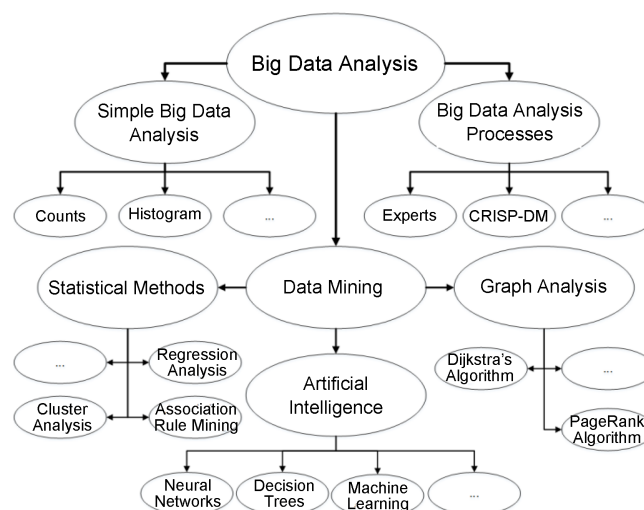 Big Data Analysis
Simple Big Data
Analysis
Big Data Analysis
Processes
Counts
Histogram
...
Experts
CRISP-DM
...
Statistical Methods
Data Mining
Graph Analysis
...
Regression
Analysis
Cluster
Analysis
Association
Rule Mining
Artificial
Intelligence
Dijkstra's
Algorithm
...
PageRank
Algorithm
Neural
Networks
Decision
Trees
Machine
Learning
...